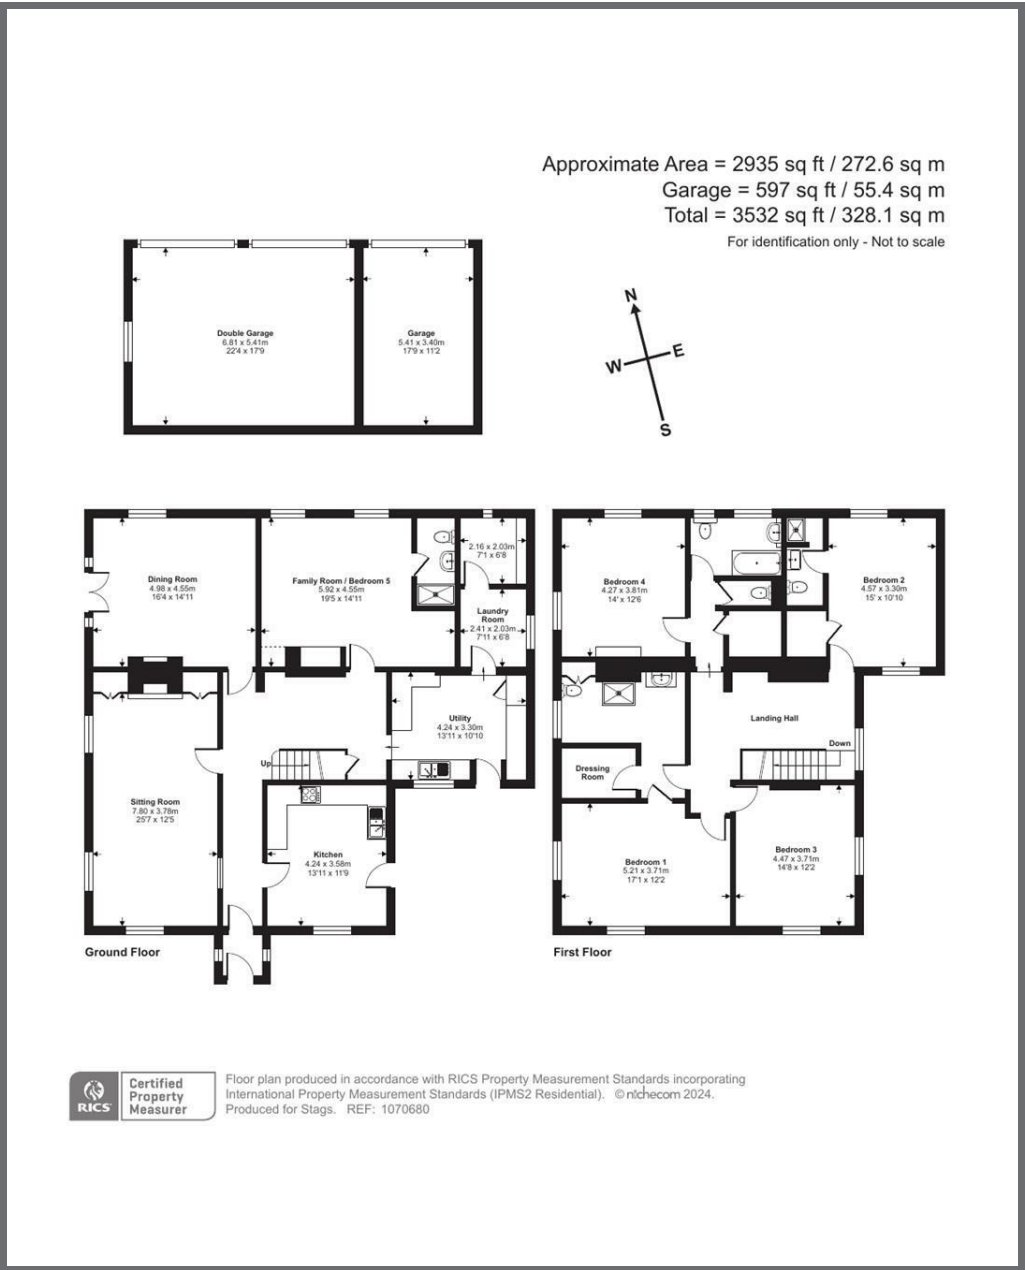 Approximate Area = 2935 sq ft / 272.6 sq m
Garage = 597 sq ft / 55.4 sq m
Total = 3532 sq ft / 328.1 sq m
For identification only - Not to scale
N
W
E
S
Double Garage
6.81 x 5.41m
22'4 x 17'9
Garage
5.41 x 3.40m
17'9 x 11'2
Dining Room
4.98 x 4.55m
16'4 x 14'11
Family Room / Bedroom 5
5.92 x 4.55m
19'5 x 14'11
2.16 x 2.03m
7'1 x 6'8
Laundry
Room
2.41 x 2.03m
7'11 x 6'8
Utility
4.24 x 3.30m
13'11 x 10'10
Up
Sitting Room
7.80 x 3.78m
25'7 x 12'5
Kitchen
4.24 x 3.58m
13'11 x 11'9
Ground Floor
Bedroom 4
4.27 x 3.81m
14' x 12'6
Bedroom 2
4.57 x 3.30m
15' x 10'10
Landing Hall
Down
Dressing
Room
Bedroom 1
5.21 x 3.71m
17'1 x 12'2
Bedroom 3
4.47 x 3.71m
14'8 x 12'2
First Floor
RICS
Certified
Property
Measurer
Floor plan produced in accordance with RICS Property Measurement Standards incorporating
International Property Measurement Standards (IPMS2 Residential). © nichecom 2024.
Produced for Stags. REF: 1070680